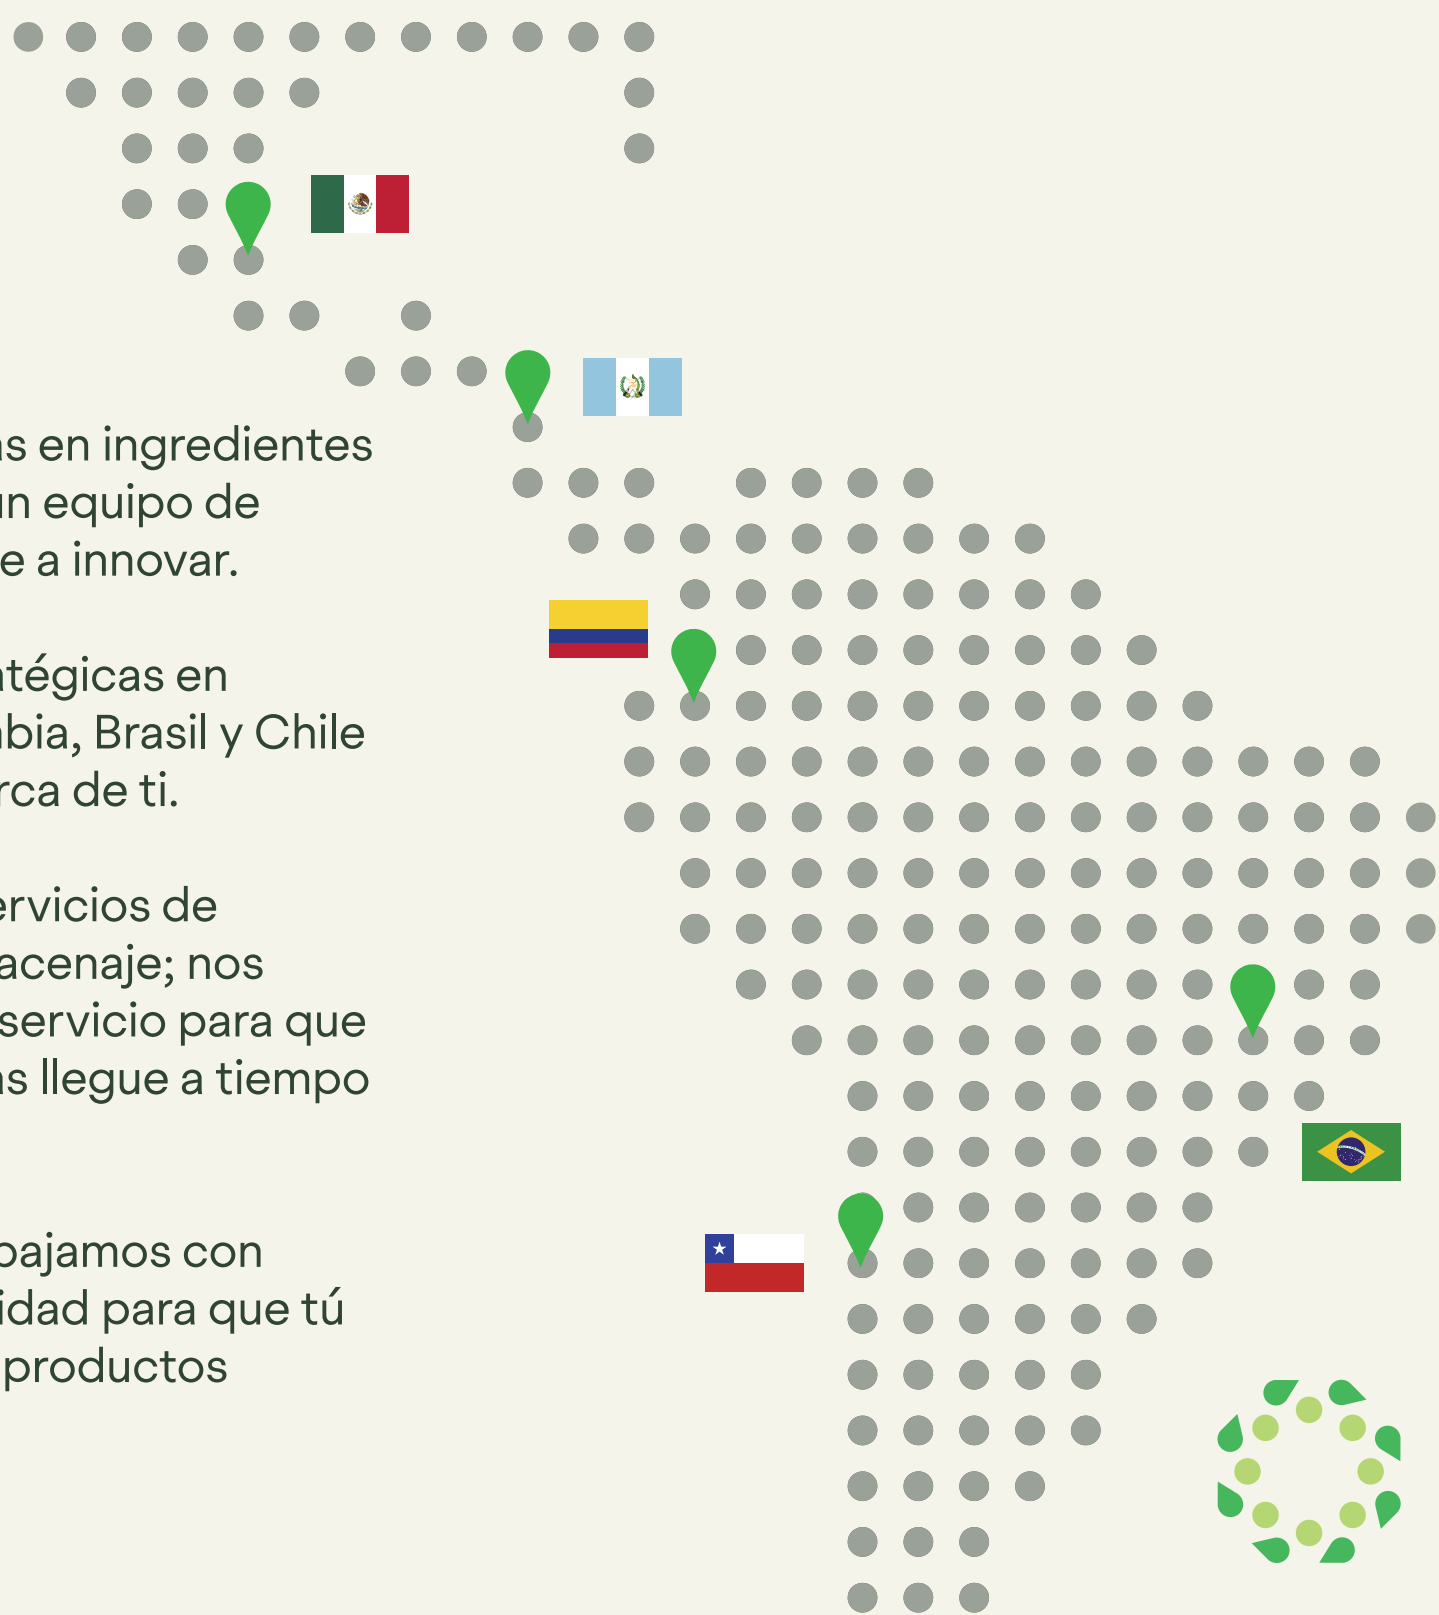 s en ingredientes
un equipo de
e a innovar.
atégicas en
bia, Brasil y Chile
rca de ti.
ervicios de
acenaje; nos
servicio para que
as llegue a tiempo
bajamos con
idad para que tú
productos